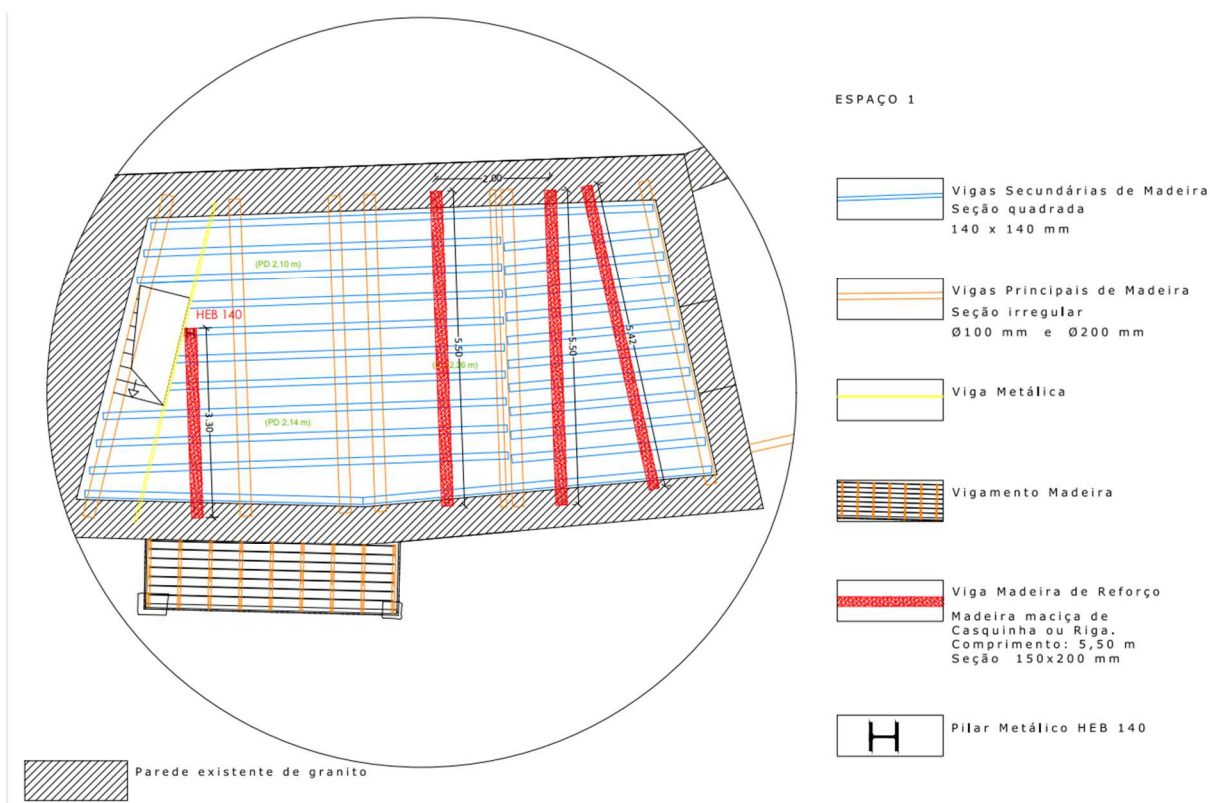 ESPAÇO 1
2.00
Vigas Secundárias de Madeira
Seção quadrada
140 x 140 mm
(PD 2,10 m)
Vigas Principais de Madeira
Seção irregular
Ø100 mm e Ø200 mm
HEB 140
5.50
5.50
5.42
3.30
(PD 2,14 m)
Viga Metálica
Vigamento Madeira
Viga Madeira de Reforço
Madeira maciça de
Casquinha ou Riga.
Comprimento: 5,50 m
Seção 150x200 mm
Pilar Metálico HEB 140
Parede existente de granito